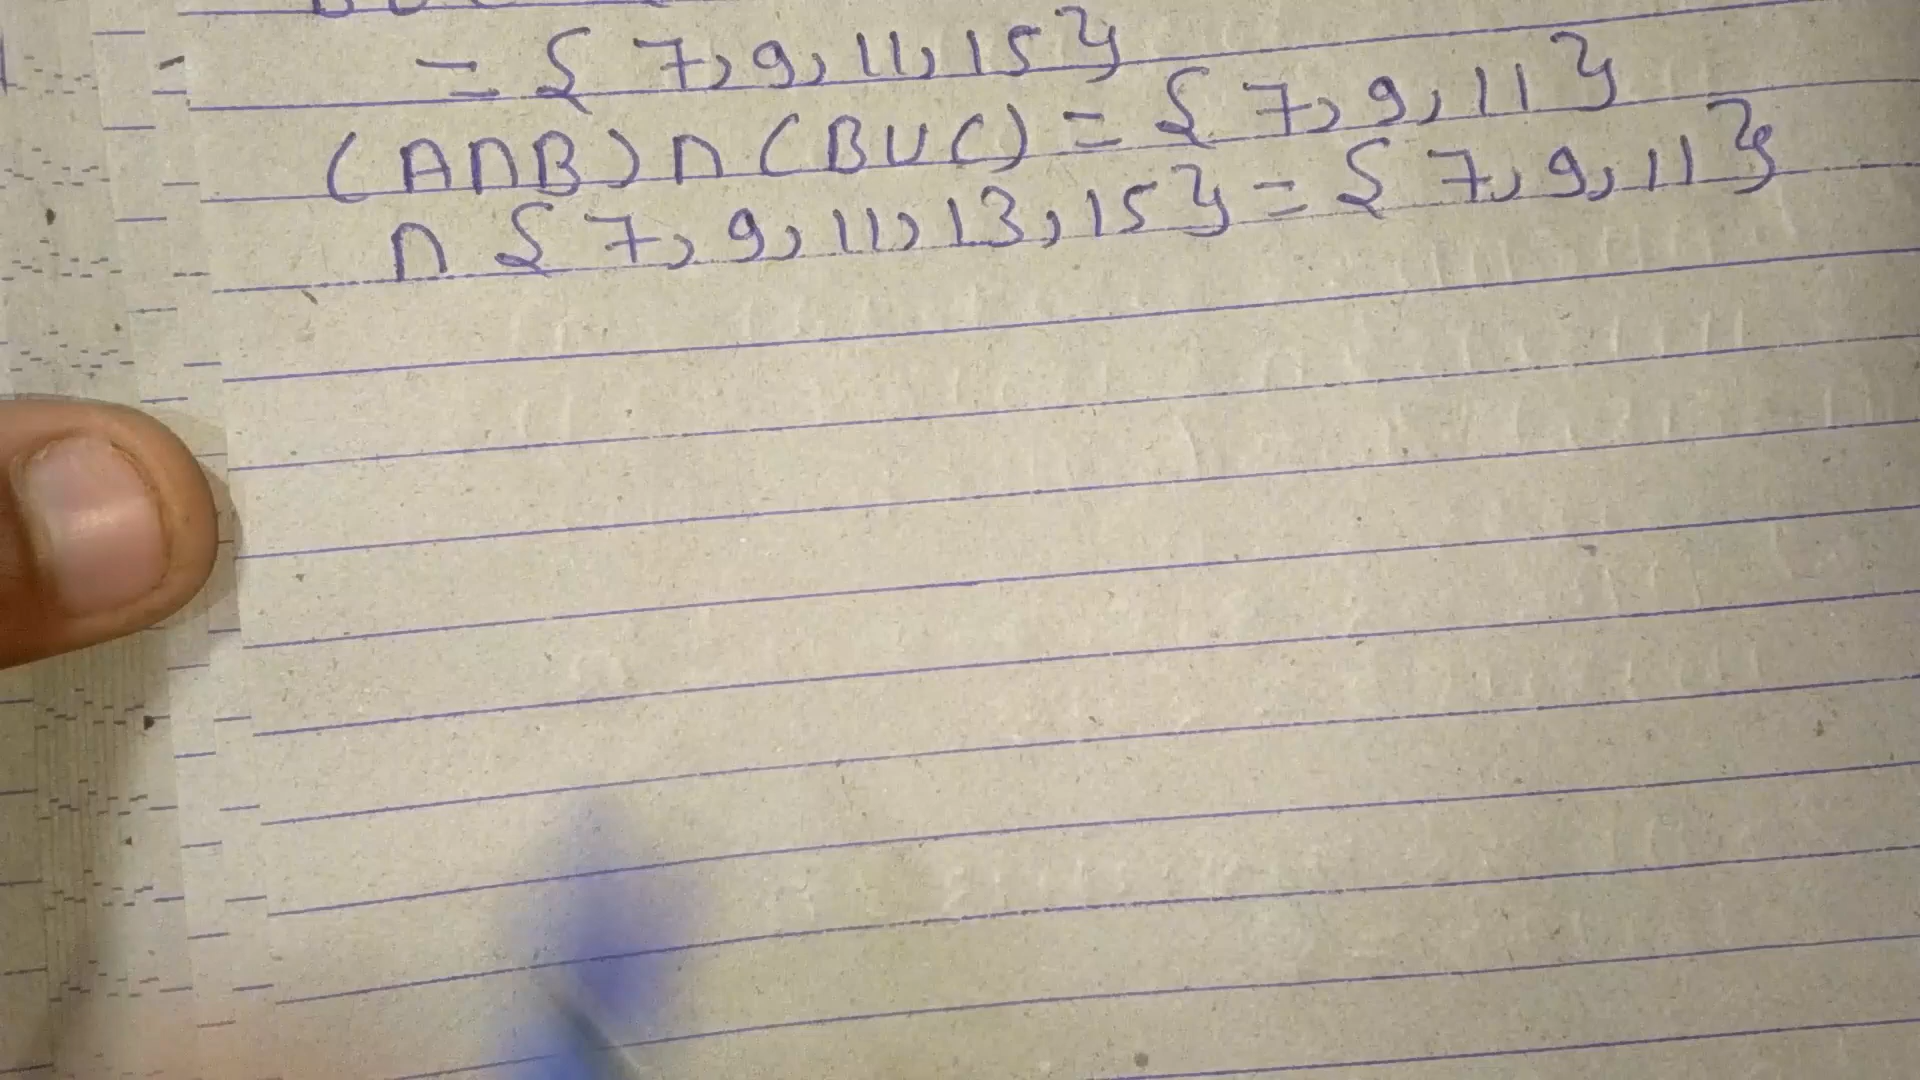 = { 7, 9, 11, 15 }
(A∩B) ∩ (B∪C) = { 7, 9, 11 }
∩ { 7, 9, 11, 13, 15 } = { 7, 9, 11 }